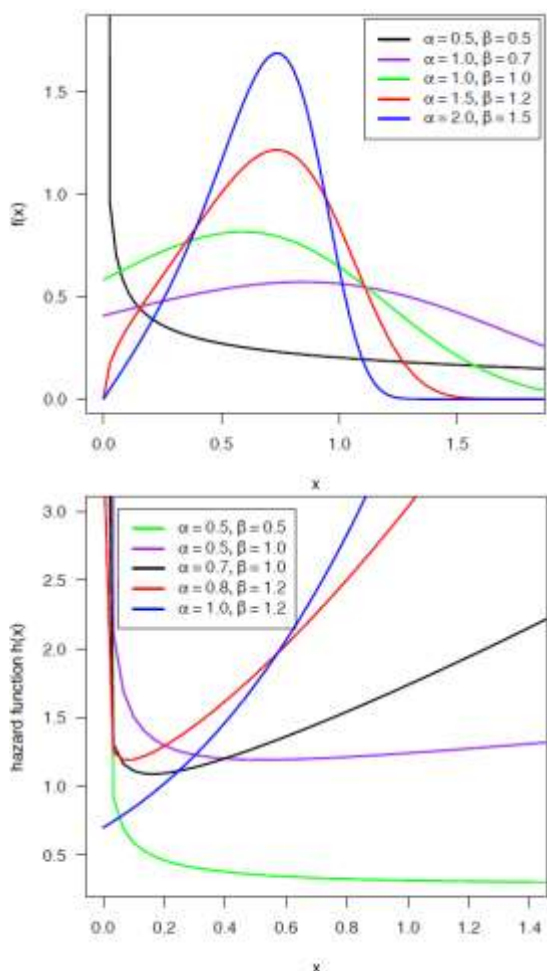 α = 0.5, β = 0.5
α = 1.0, β = 0.7
α = 1.0, β = 1.0
α = 1.5, β = 1.2
α = 2.0, β = 1.5
f(x)
1.5
1.0
0.5
0.0
0.0 0.5 1.0 1.5
x
α = 0.5, β = 0.5
α = 0.5, β = 1.0
α = 0.7, β = 1.0
α = 0.8, β = 1.2
α = 1.0, β = 1.2
hazard function h(x)
3.0
2.5
2.0
1.5
1.0
0.5
0.0 0.2 0.4 0.6 0.8 1.0 1.2 1.4
x